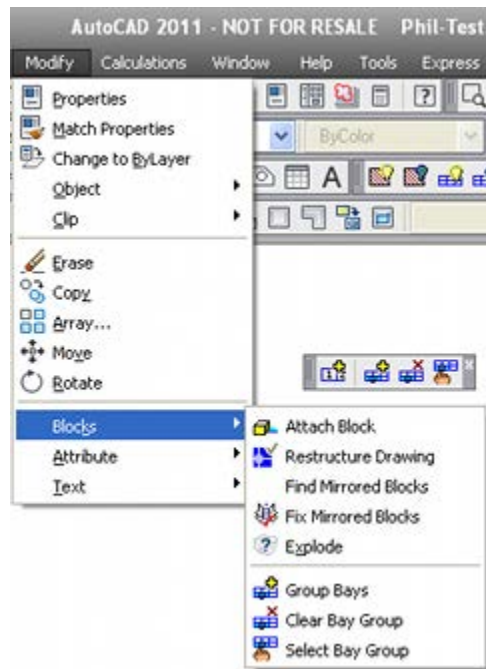 AutoCAD 2011 - NOT FOR RESALE Phil-Test
Modify Calculations Window Help Tools Express
Properties
Match Properties
Change to ByLayer
ByColor
Object
A
Clip
Erase
Copy
Array...
Move
Rotate
Blocks
Attach Block
Attribute
Restructure Drawing
Text
Find Mirrored Blocks
Fix Mirrored Blocks
Explode
Group Bays
Clear Bay Group
Select Bay Group